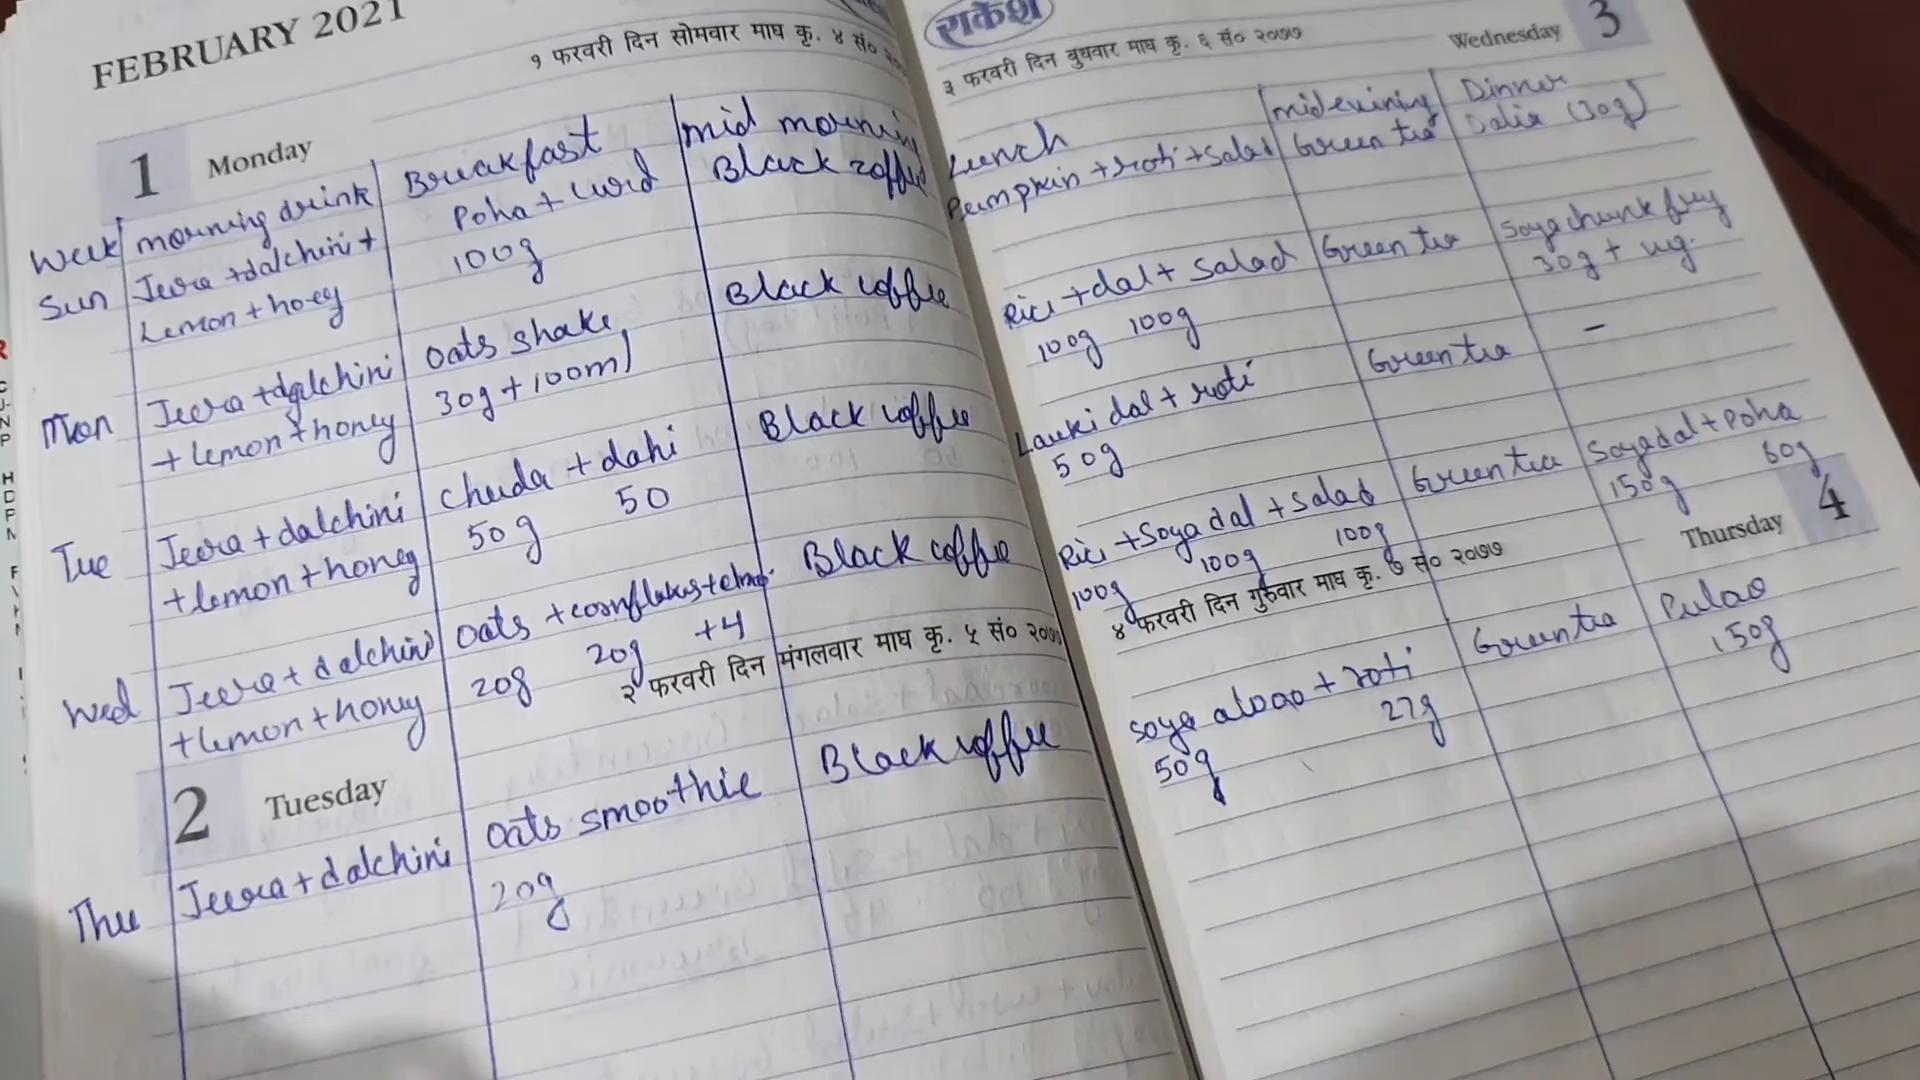 FEBRUARY 2021
१ फरवरी दिन सोमवार माघ कृ. ४ सं०
1 Monday
Week morning drink Breakfast mid mornin
Sun Jeera + dalchini + Poha + curd Black coffee
Lemon + hoey 100g
Mon Jeera + dalchini oats shake Black coffee
+ lemon + honey 30g + 100ml
Tue Jeera + dalchini chuda + dahi Black coffee
+ lemon + honey 50g 50
Wed Jeera + dalchini oats + cornflakes + Black coffee
+ lemon + honey 20g 20g +4
२ फरवरी दिन मंगलवार माघ कृ. ५ सं० २०७७
2 Tuesday
Thu Jeera + dalchini oats smoothie Black coffee
20g
राकेश
३ फरवरी दिन बुधवार माघ कृ. ६ सं० २०७७
Wednesday 3
Lunch mid evining Dinner
Pumpkin + roti + salad Green tea Dalia (30g)
Rice + dal + salad Green tea Soya chunk fry
100g 100g 30g + veg.
Lauki dal + roti Green tea –
50g
Rice + Soya dal + salad Green tea Soya dal + Poha
100g 100g 100g 150g 60g
Thursday 4
४ फरवरी दिन गुरुवार माघ कृ. ७ सं० २०७७
soya alooo + roti Green tea Pulao
50g 27g 150g